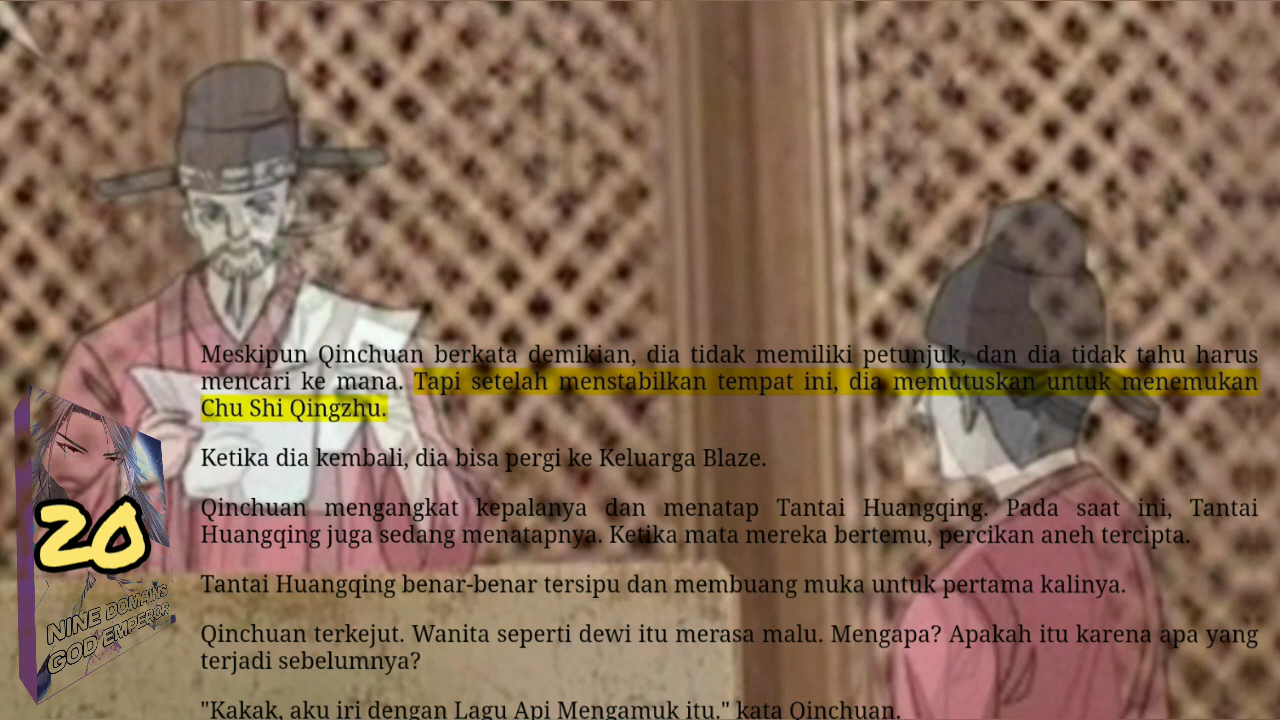 Meskipun Qinchuan berkata demikian, dia tidak memiliki petunjuk, dan dia tidak tahu harus
mencari ke mana. Tapi setelah menstabilkan tempat ini, dia memutuskan untuk menemukan
Chu Shi Qingzhu.
Ketika dia kembali, dia bisa pergi ke Keluarga Blaze.
Qinchuan mengangkat kepalanya dan menatap Tantai Huangqing. Pada saat ini, Tantai
Huangqing juga sedang menatapnya. Ketika mata mereka bertemu, percikan aneh tercipta.
Tantai Huangqing benar-benar tersipu dan membuang muka untuk pertama kalinya.
Qinchuan terkejut. Wanita seperti dewi itu merasa malu. Mengapa? Apakah itu karena apa yang
terjadi sebelumnya?
"Kakak, aku iri dengan Lagu Api Mengamuk itu." kata Qinchuan.
20
NINE DOMAINS
GOD EMPEROR